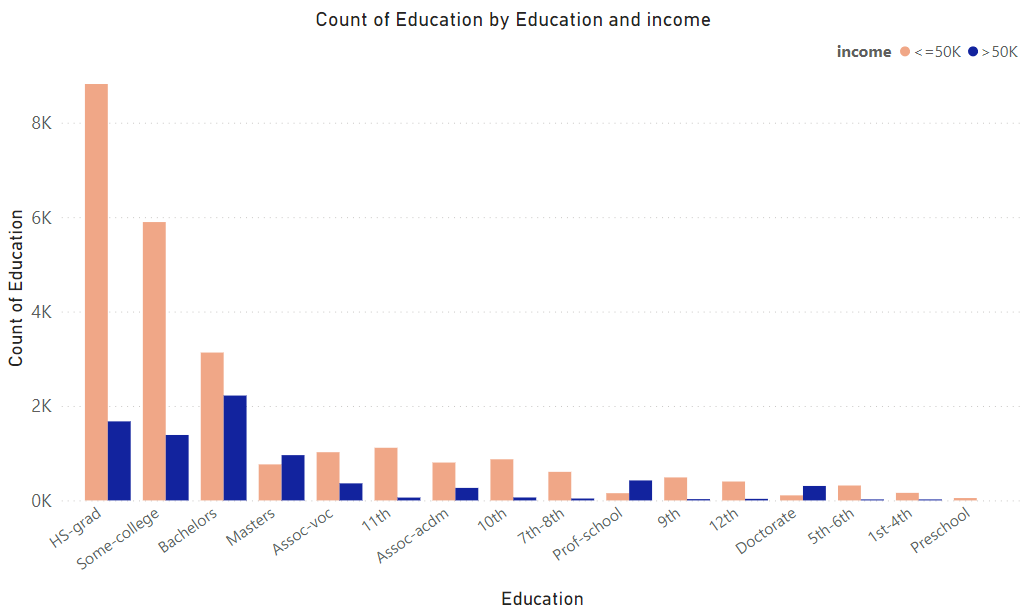 Count of Education by Education and income
income <=50K >50K
Count of Education
8K
6K
4K
2K
0K
HS-grad
Some-college
Bachelors
Masters
Assoc-voc
11th
Assoc-acdm
10th
7th-8th
Prof-school
9th
12th
Doctorate
5th-6th
1st-4th
Preschool
Education